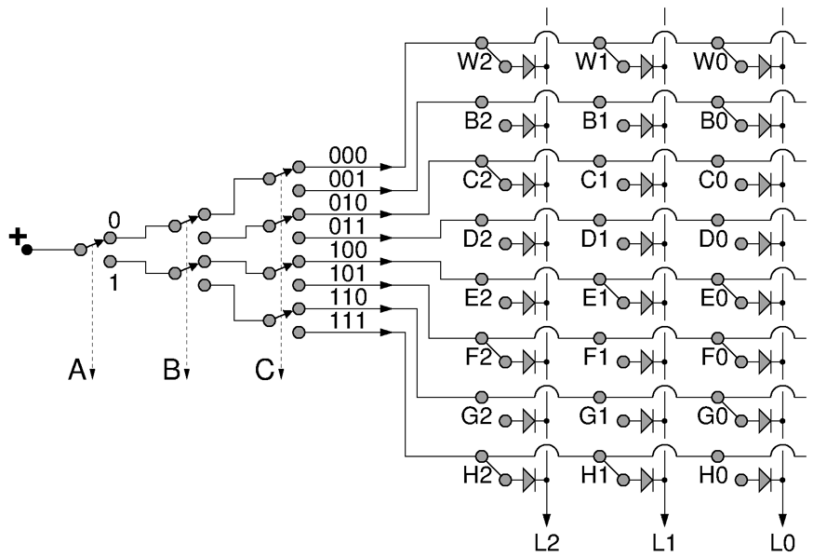 W2 W1 W0
B2 B1 B0
000
001
C2 C1 C0
010
0
011
D2 D1 D0
+
100
1
101
E2 E1 E0
110
111
F2 F1 F0
A B C
G2 G1 G0
H2 H1 H0
L2 L1 L0